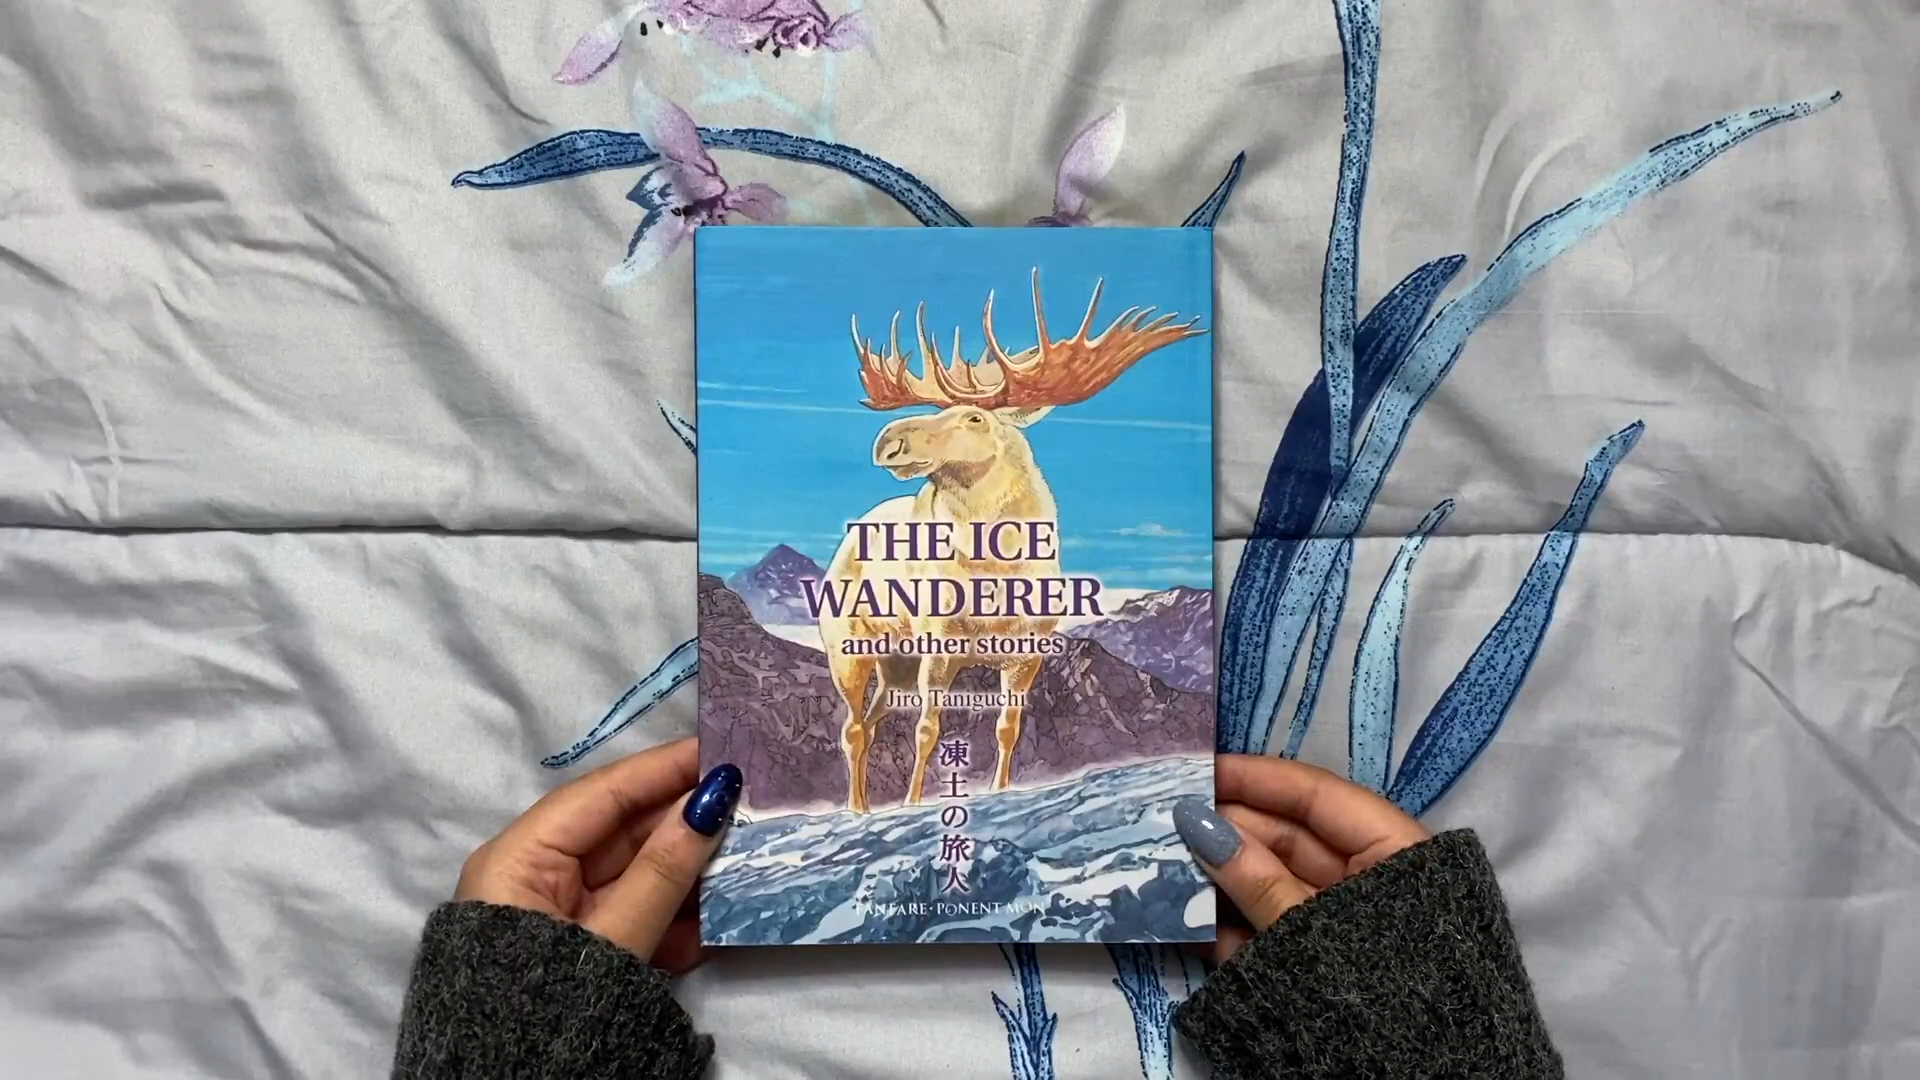 THE ICE
WANDERER
and other stories
Jiro Taniguchi
凍土の旅人
FANFARE · PONENT MON